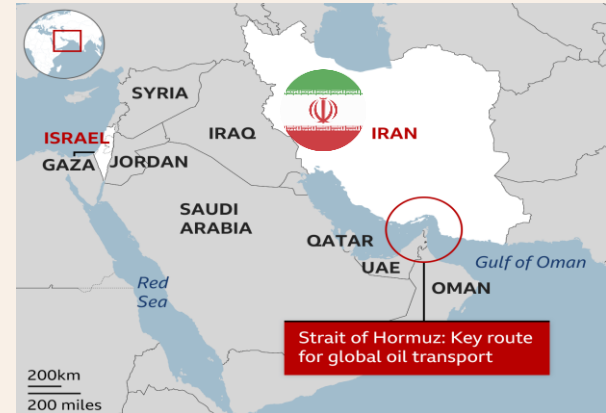 SYRIA
ISRAEL
IRAQ
IRAN
GAZA
JORDAN
SAUDI
ARABIA
QATAR
UAE
Gulf of Oman
Red
Sea
OMAN
Strait of Hormuz: Key route
for global oil transport
200km
200 miles